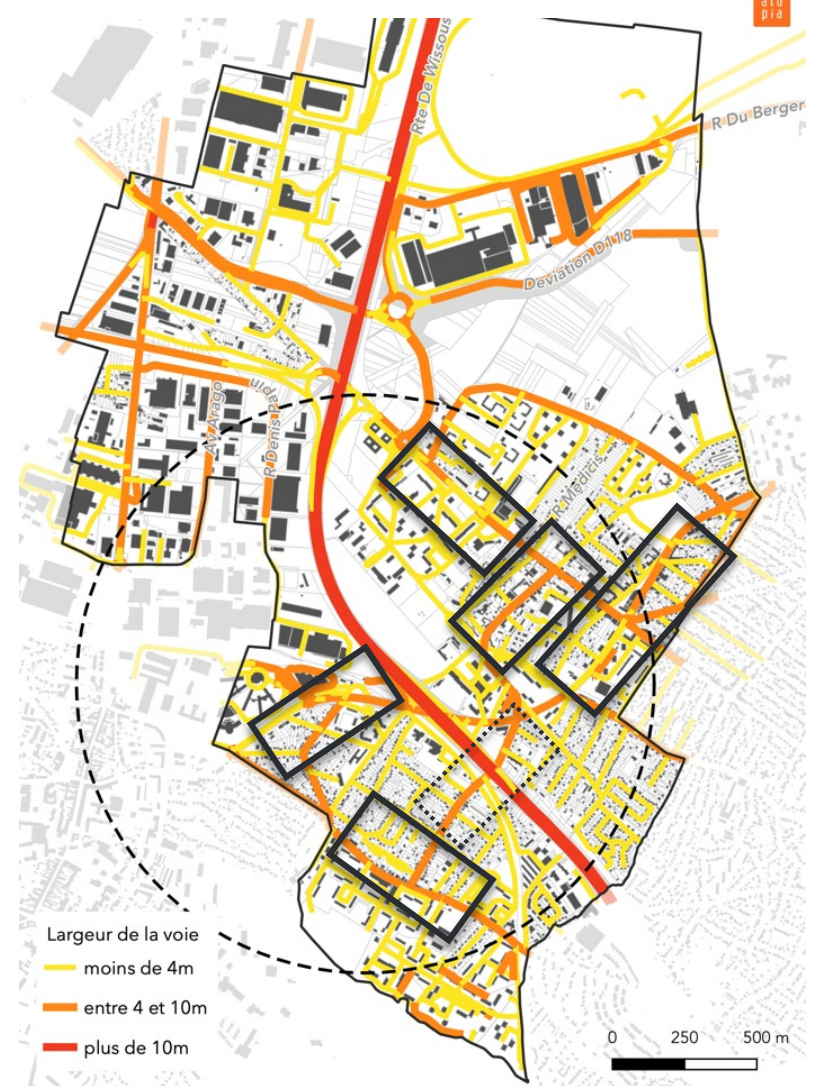 atopia
Rte De Wissous
R Du Berger
Deviation D118
Av Arago
R Denis Papin
R Médicis
Largeur de la voie
moins de 4m
entre 4 et 10m
plus de 10m
0 250 500 m